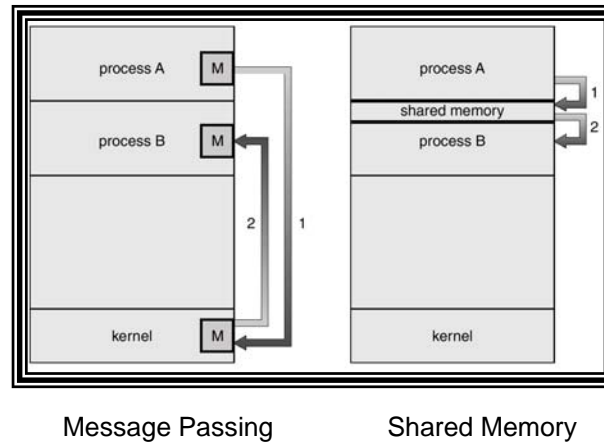 process A M
process B M
2 1
kernel M
process A
1
shared memory
2
process B
kernel
Message Passing Shared Memory